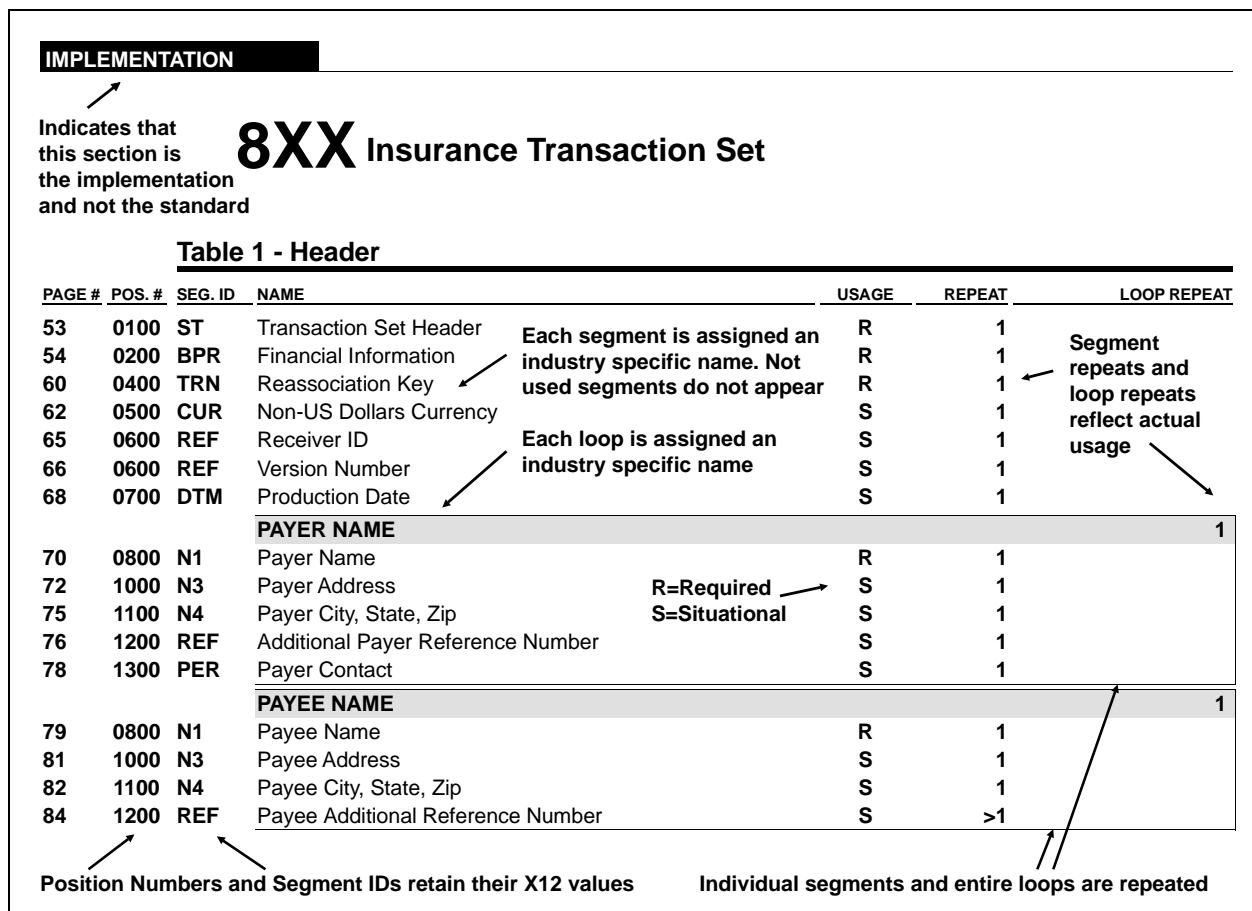 IMPLEMENTATION
Indicates that
this section is
the implementation
and not the standard
8XX Insurance Transaction Set
Table 1 - Header
PAGE # POS. # SEG. ID NAME USAGE REPEAT LOOP REPEAT
53 0100 ST Transaction Set Header R 1
54 0200 BPR Financial Information R 1
60 0400 TRN Reassociation Key R 1
62 0500 CUR Non-US Dollars Currency S 1
65 0600 REF Receiver ID S 1
66 0600 REF Version Number S 1
68 0700 DTM Production Date S 1
Each segment is assigned an
industry specific name. Not
used segments do not appear
Each loop is assigned an
industry specific name
Segment
repeats and
loop repeats
reflect actual
usage
PAYER NAME 1
70 0800 N1 Payer Name R 1
72 1000 N3 Payer Address S 1
75 1100 N4 Payer City, State, Zip S 1
76 1200 REF Additional Payer Reference Number S 1
78 1300 PER Payer Contact S 1
R=Required
S=Situational
PAYEE NAME 1
79 0800 N1 Payee Name R 1
81 1000 N3 Payee Address S 1
82 1100 N4 Payee City, State, Zip S 1
84 1200 REF Payee Additional Reference Number S >1
Position Numbers and Segment IDs retain their X12 values
Individual segments and entire loops are repeated